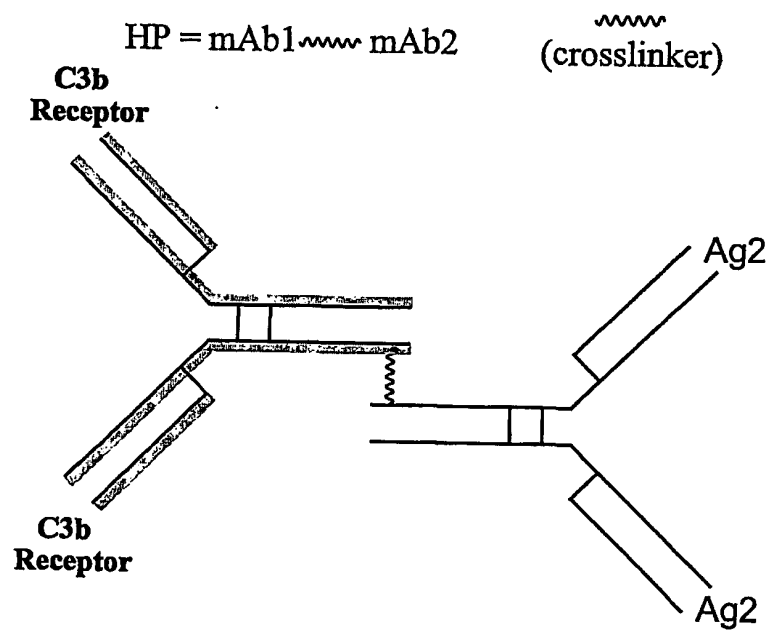 HP = mAb1 mAb2
(crosslinker)
C3b
Receptor
Ag2
C3b
Receptor
Ag2